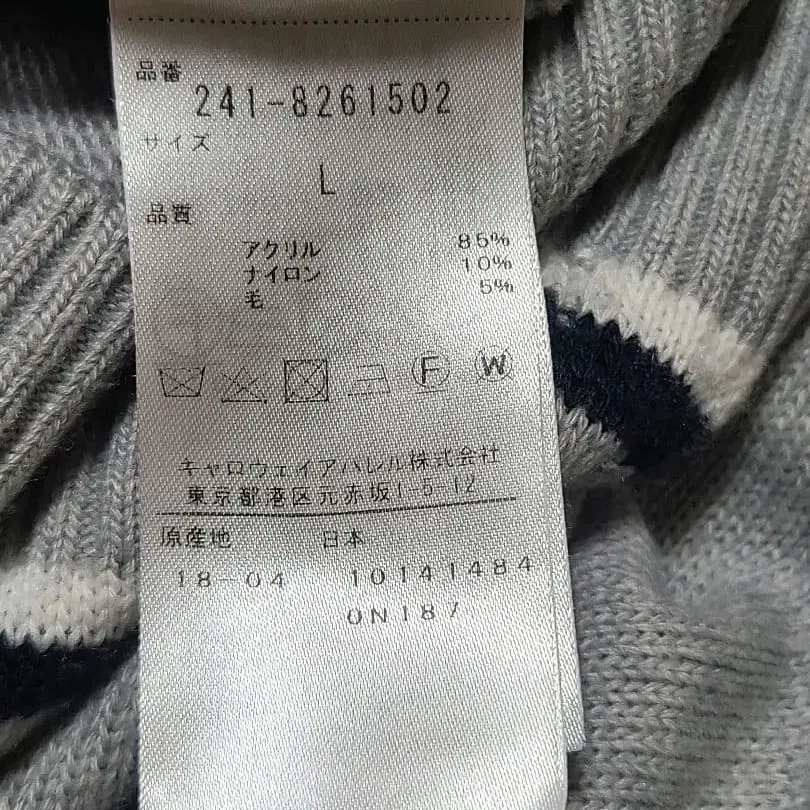 品番
241-8261502
サイズ
L
品質
アクリル 85%
ナイロン 10%
毛 5%
F W
キャロウェイアパレル株式会社
東京都港区元赤坂1-5-12
原産地 日本
18-04 10141484
0N187